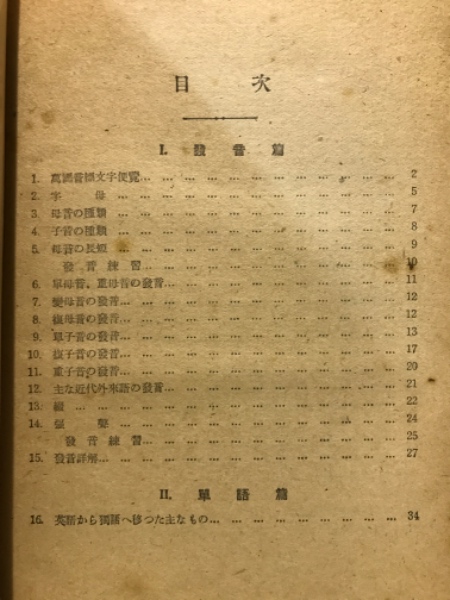 目 次
I. 發音篇
1. 萬國音標文字便覽 2
2. 字母 5
3. 母音の種類 7
4. 子音の種類 8
5. 母音の長短 9
發音練習 10
6. 單母音、重母音の發音 11
7. 變母音の發音 12
8. 複母音の發音 12
9. 單子音の發音 13
10. 複子音の發音 17
11. 重子音の發音 20
12. 主な近代外來語の發音 21
13. 綴 22
14. 强聲 24
發音練習 25
15. 發音詳解 27
II. 單語篇
16. 英語から獨語へ移つた主なもの 34